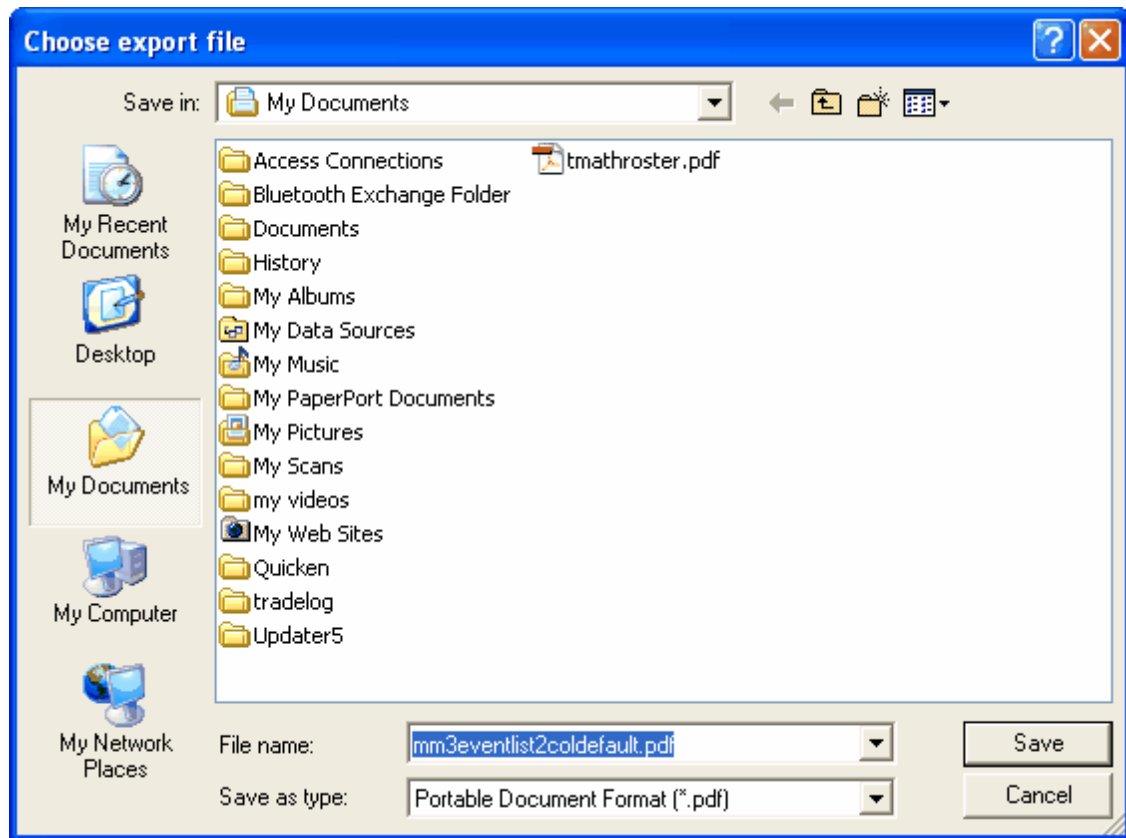 Choose export file
Save in: My Documents
My Recent
Documents
Desktop
My Documents
My Computer
My Network
Places
Access Connections
Bluetooth Exchange Folder
Documents
History
My Albums
My Data Sources
My Music
My PaperPort Documents
My Pictures
My Scans
my videos
My Web Sites
Quicken
tradelog
Updater5
tmathroster.pdf
File name: mm3eventlist2coldefault.pdf
Save
Save as type: Portable Document Format (*.pdf)
Cancel